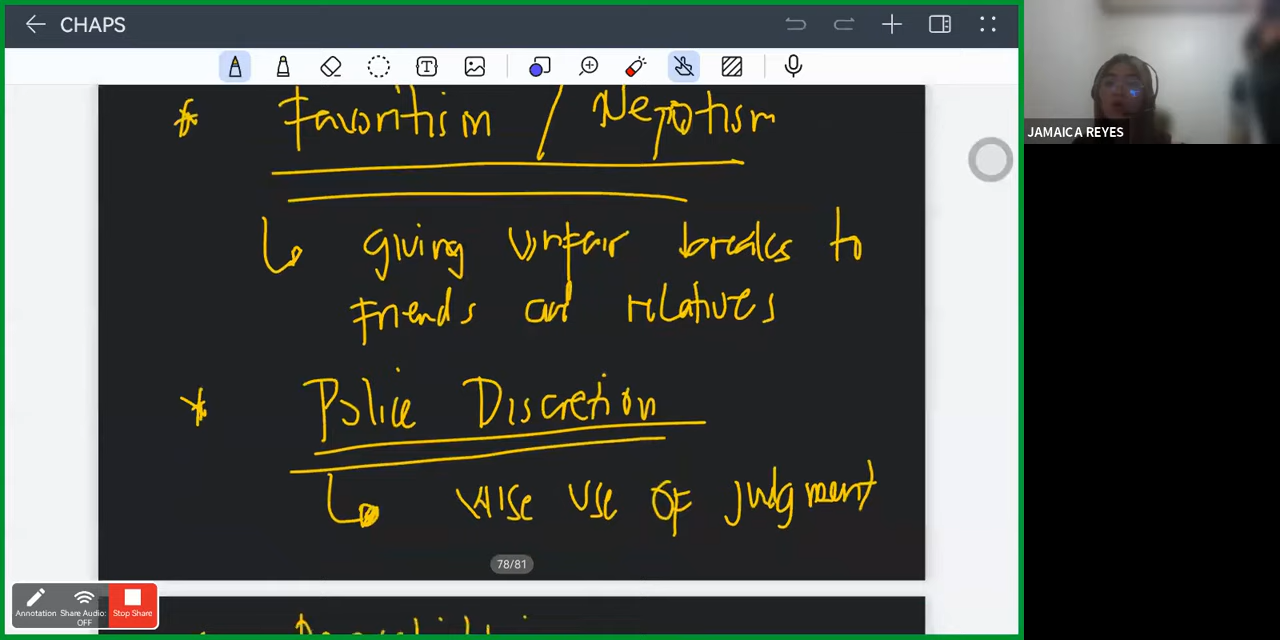 CHAPS
JAMAICA REYES
* Favoritism / Nepotism
giving unfair breaks to
friends and relatives
* Police Discretion
wise use of judgment
78/81
Annotation
Share Audio: OFF
Stop Share